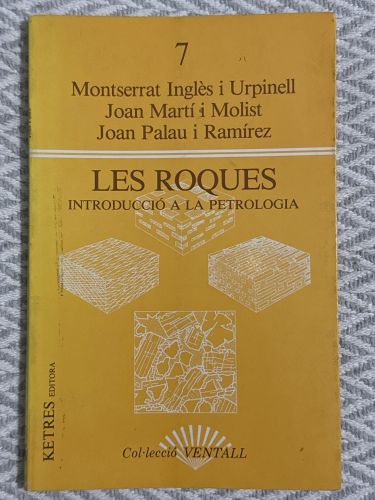 7
Montserrat Inglès i Urpinell
Joan Martí i Molist
Joan Palau i Ramírez
LES ROQUES
INTRODUCCIÓ A LA PETROLOGIA
KETRES EDITORA
Col·lecció VENTALL